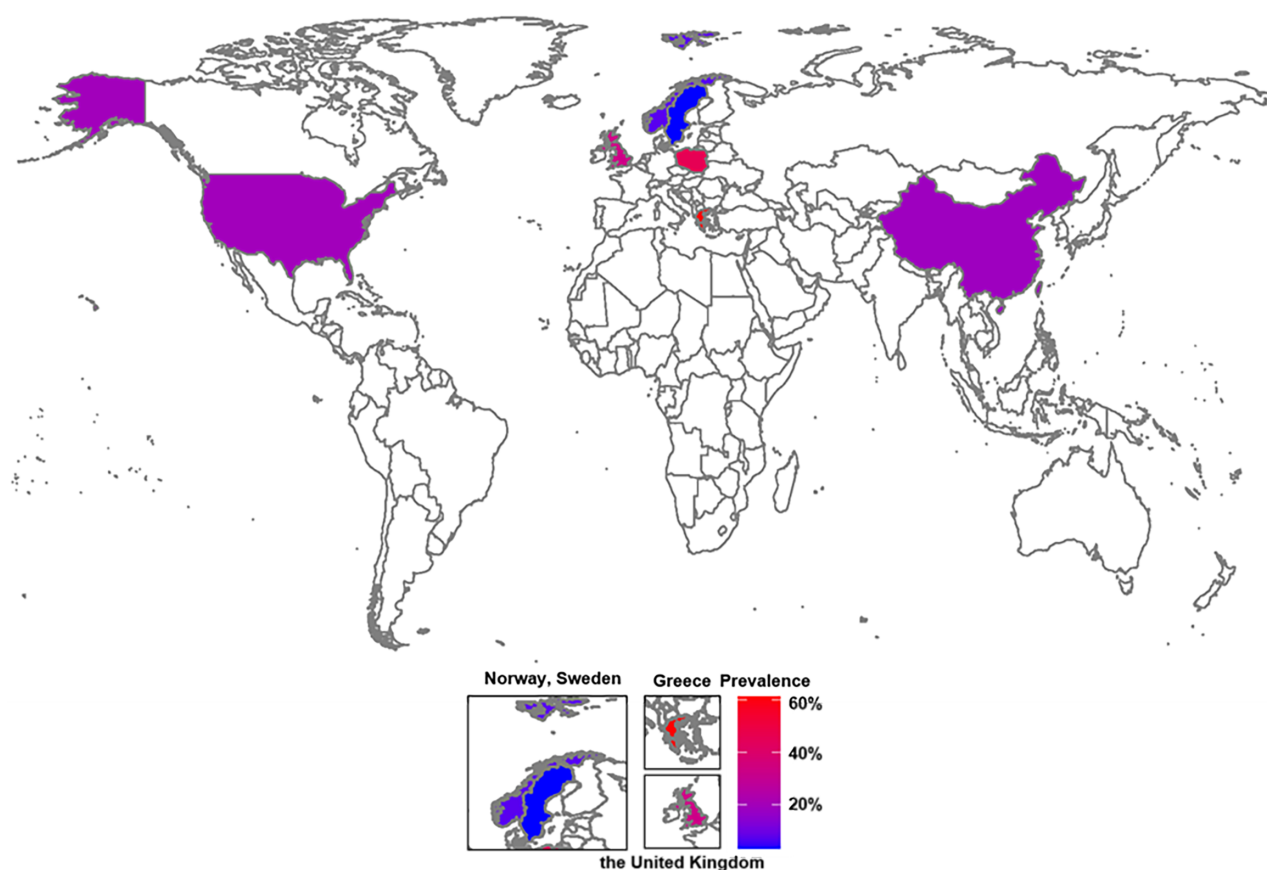 Norway, Sweden
Greece
Prevalence
60%
40%
20%
the United Kingdom